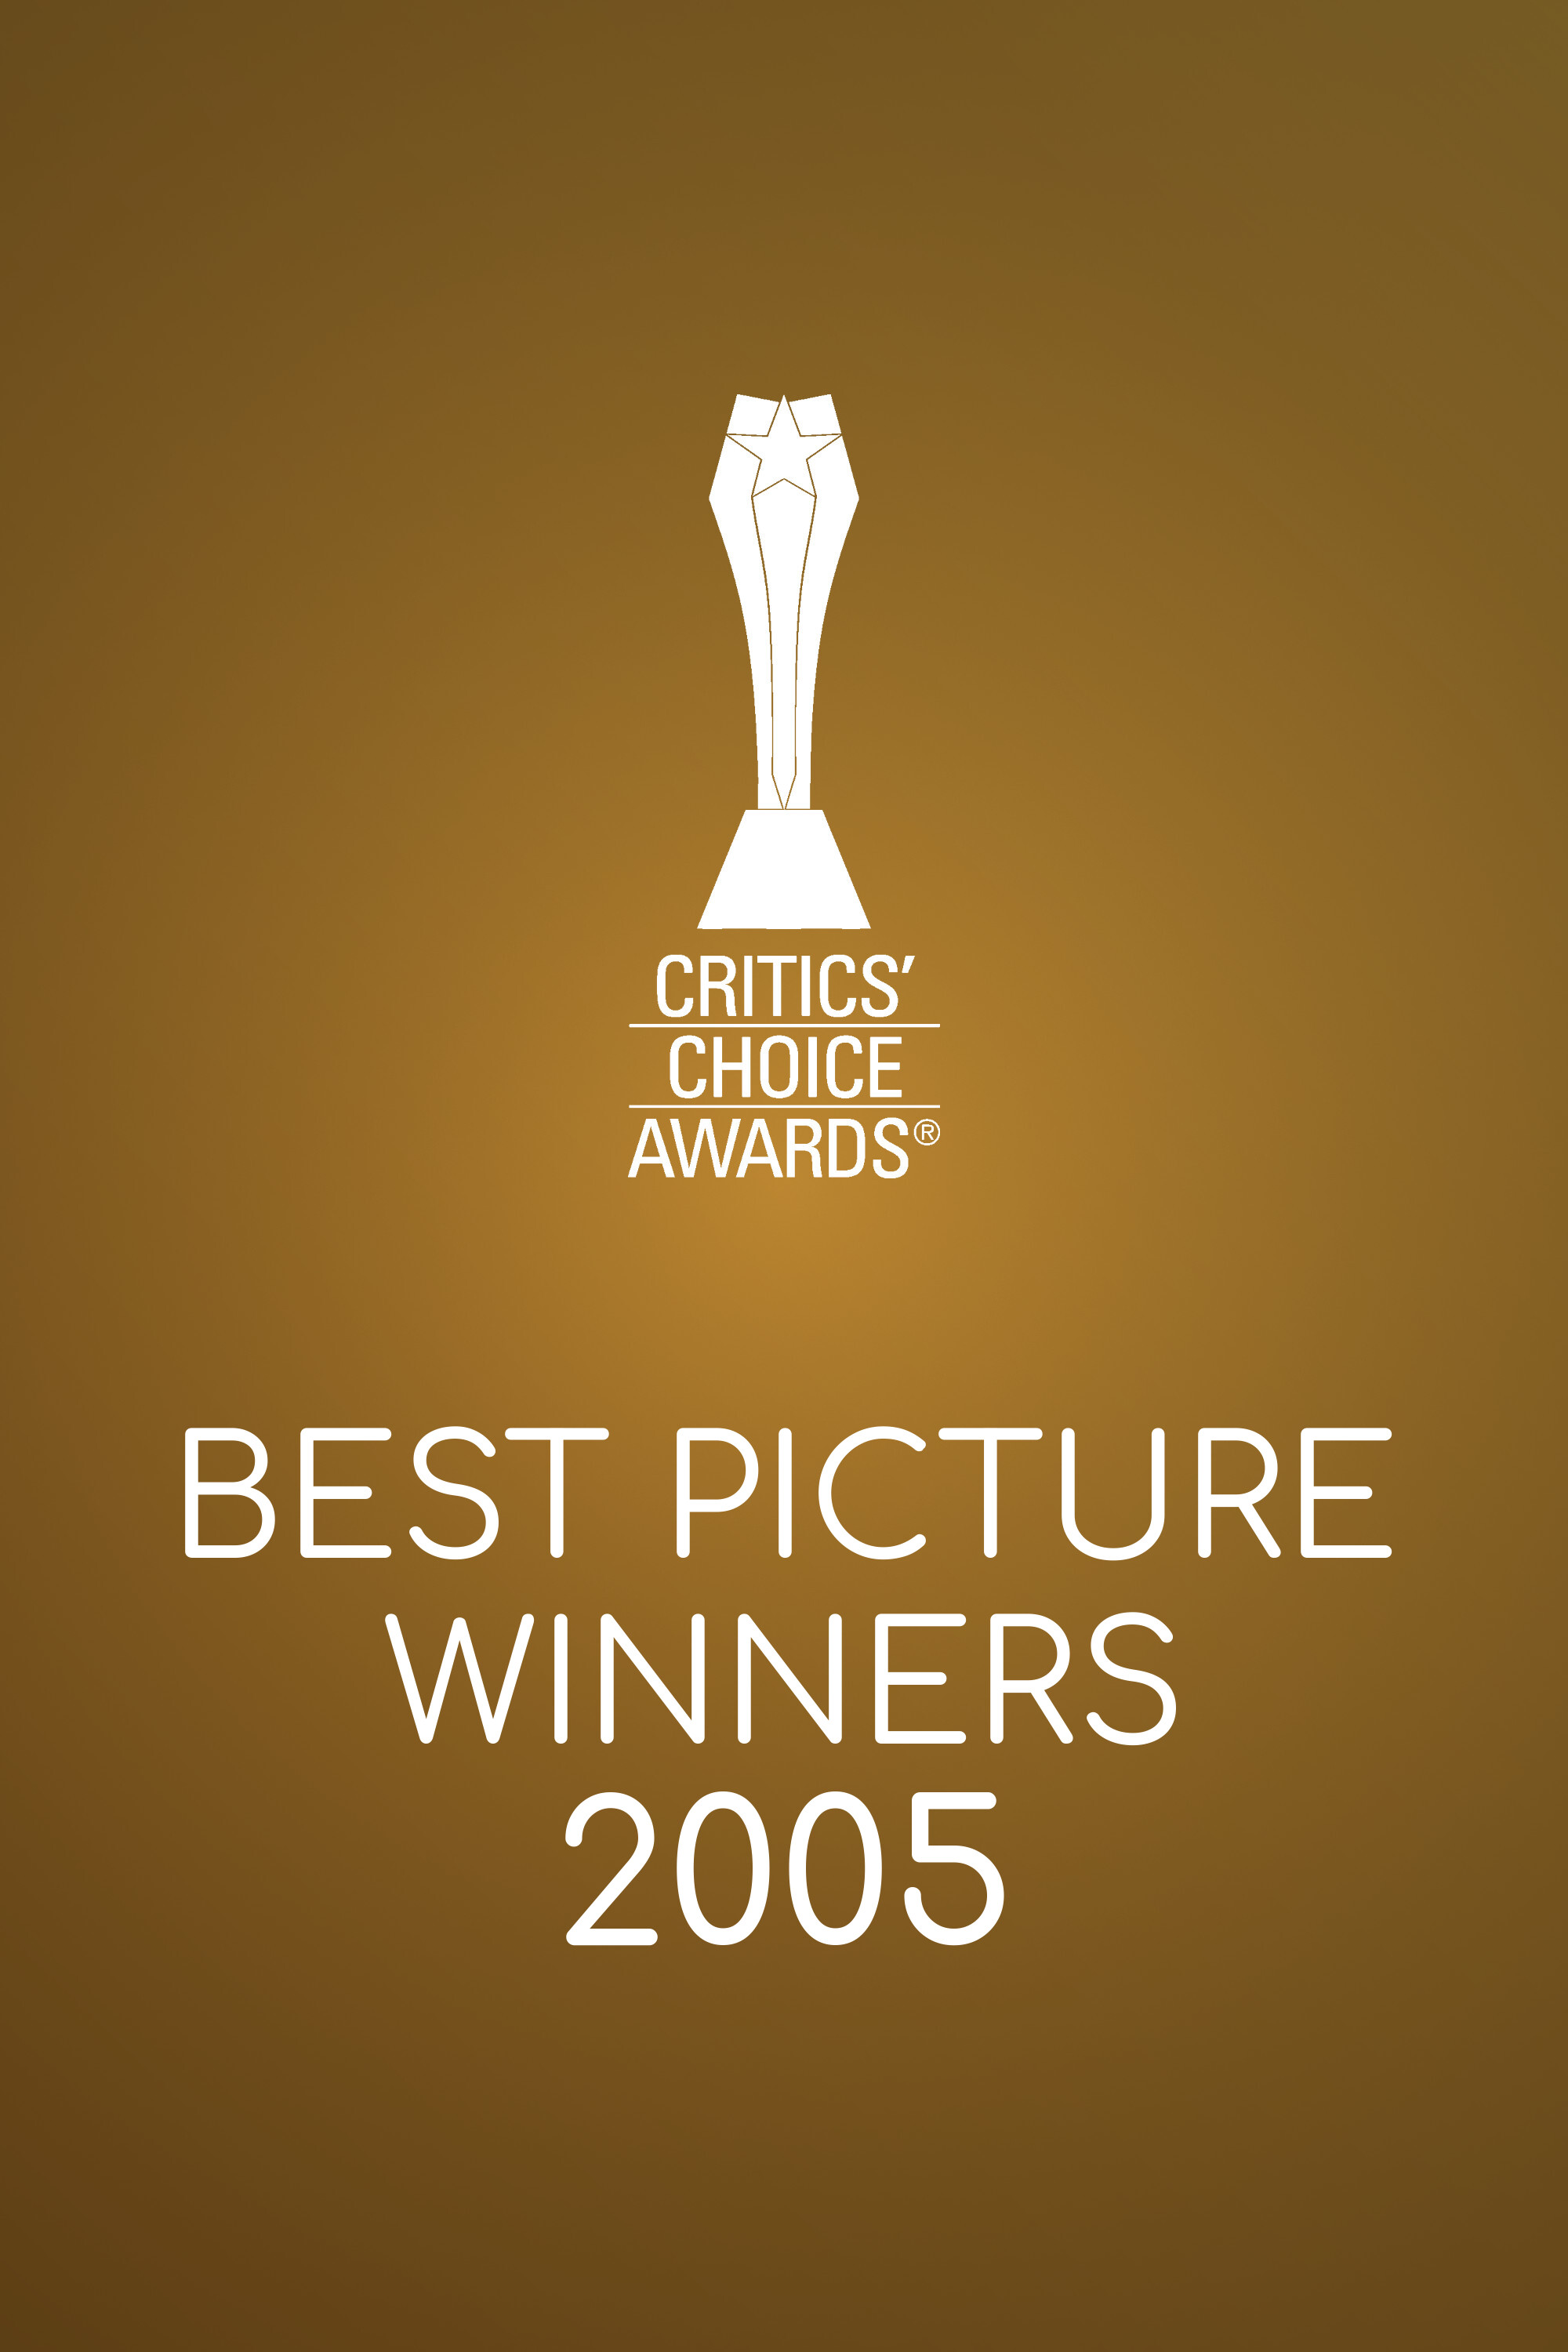 CRITICS'
CHOICE
AWARDS®
BEST PICTURE
WINNERS
2005